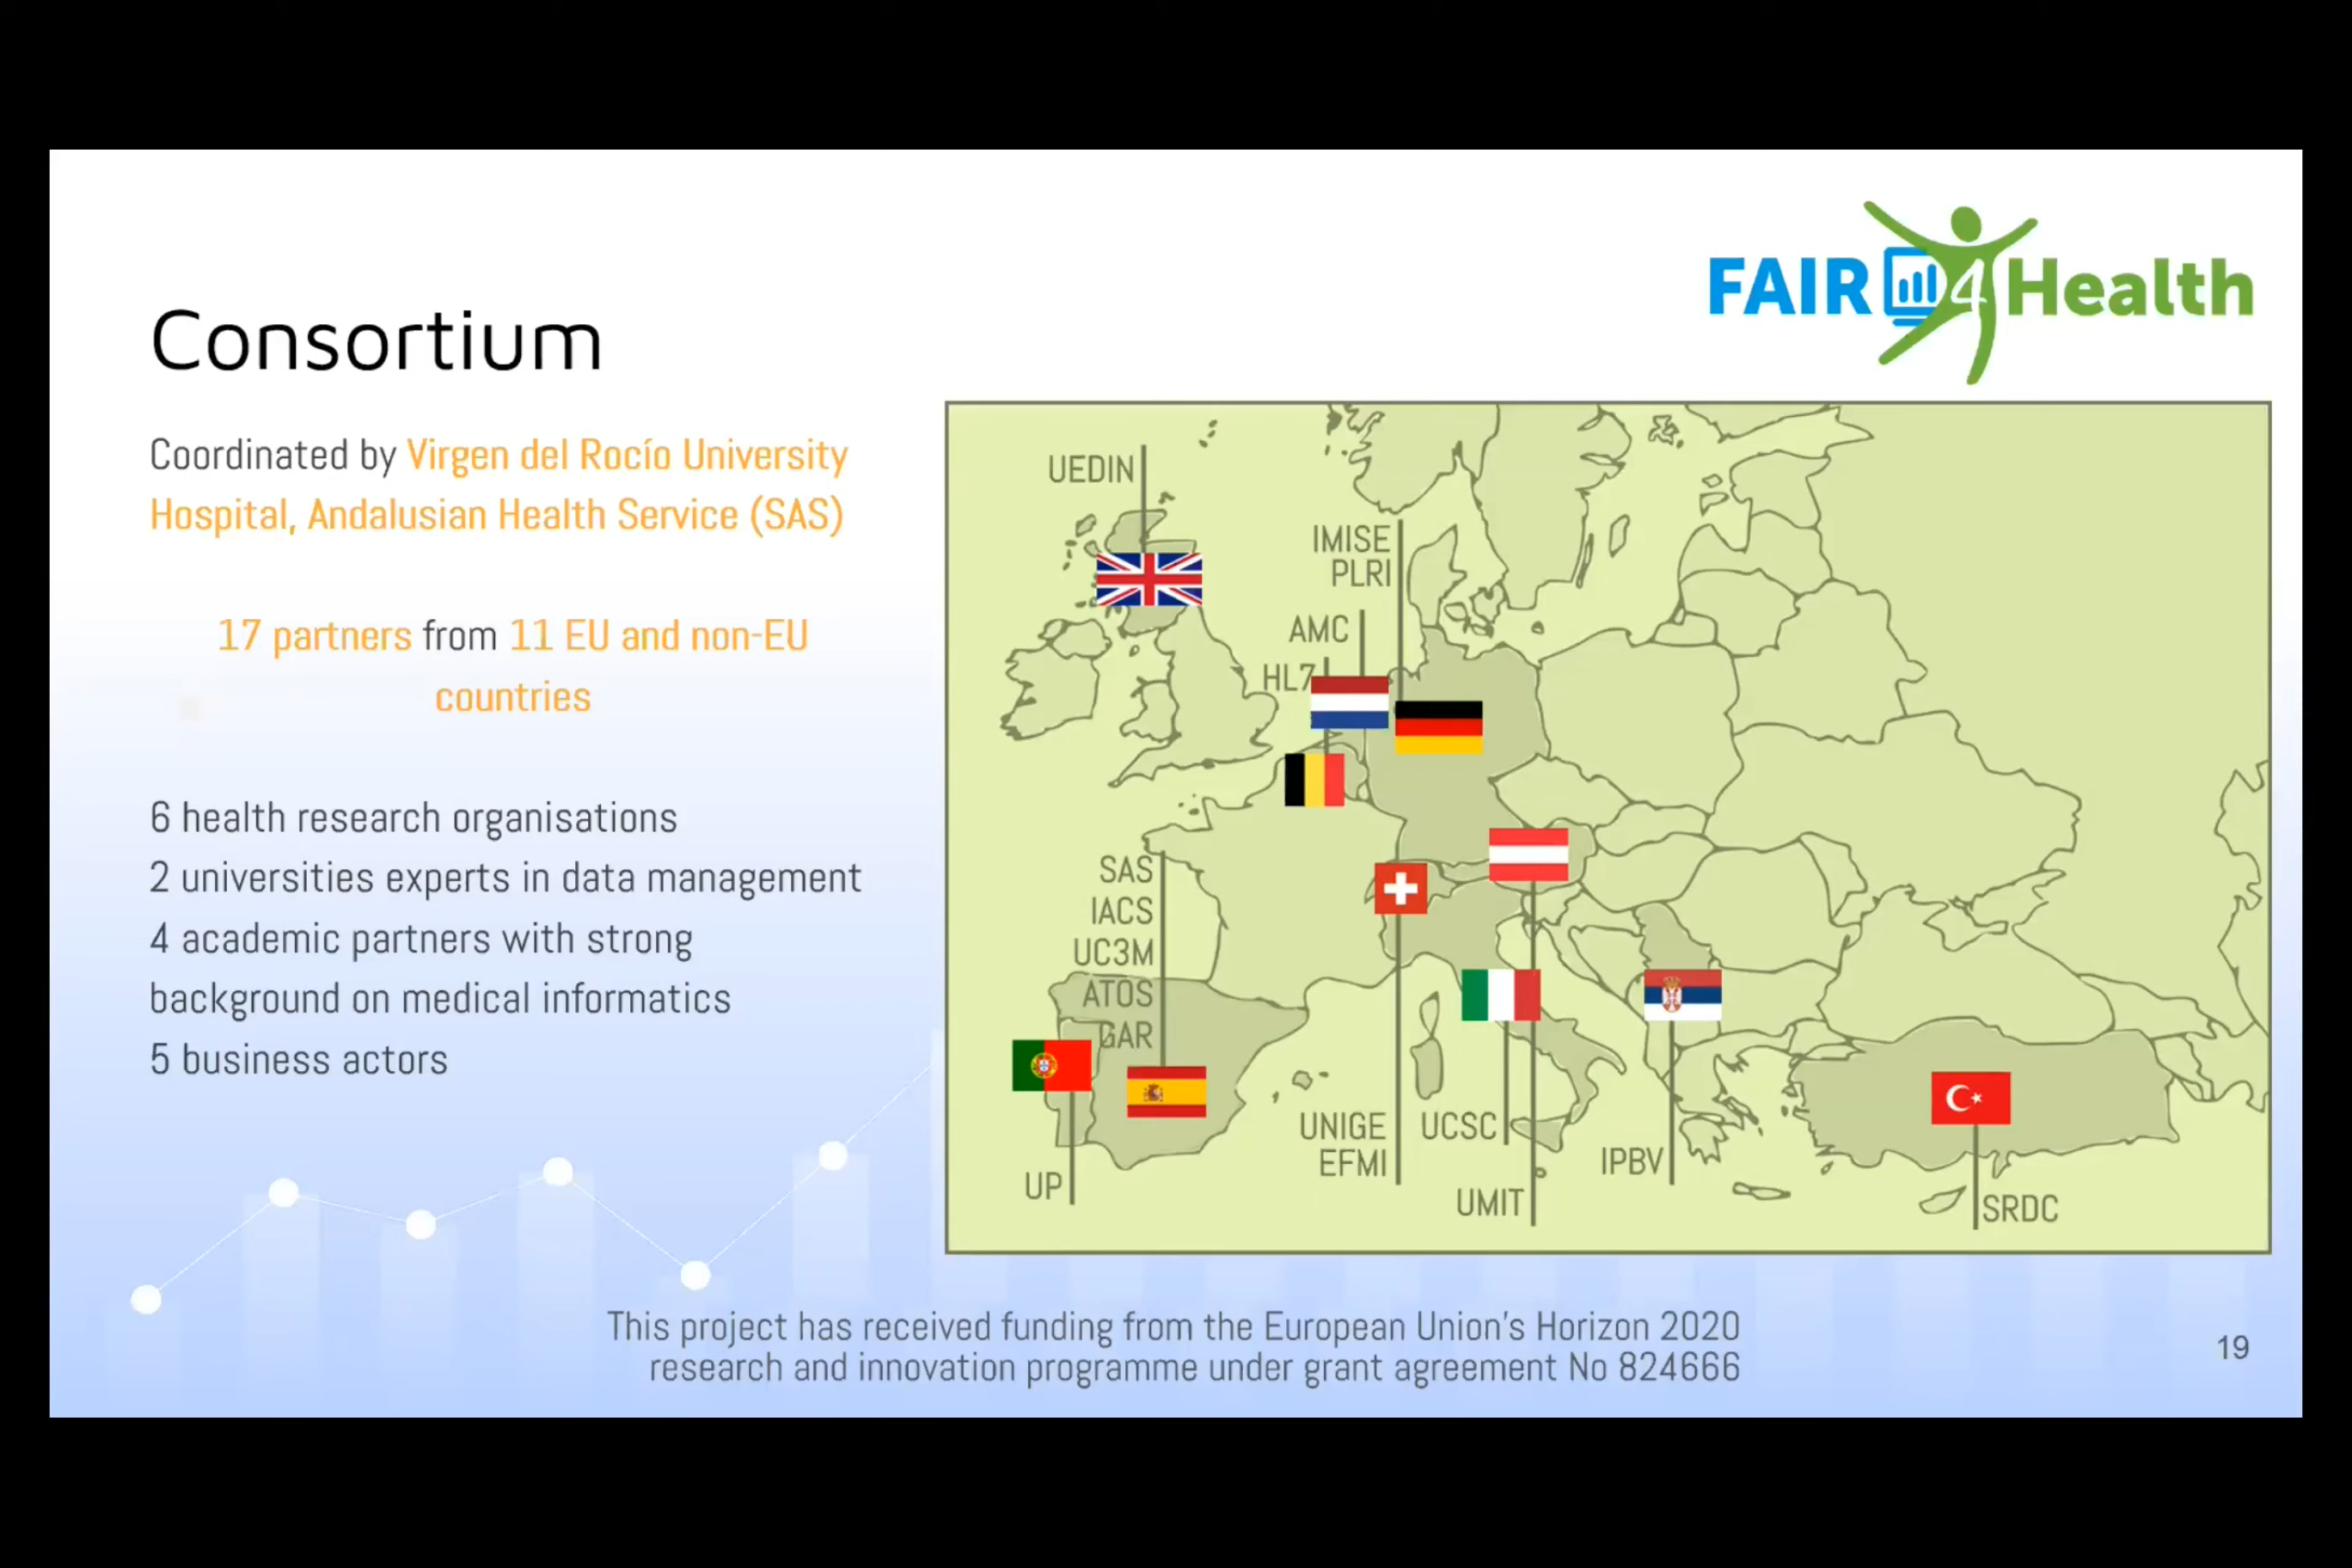 FAIR4Health
Consortium
Coordinated by Virgen del Rocío University
Hospital, Andalusian Health Service (SAS)
17 partners from 11 EU and non-EU
countries
6 health research organisations
2 universities experts in data management
4 academic partners with strong
background on medical informatics
5 business actors
UEDIN
IMISE
PLRI
AMC
HL7
SAS
IACS
UC3M
ATOS
GAR
UP
UNIGE
EFMI
UCSC
UMIT
IPBV
SRDC
This project has received funding from the European Union's Horizon 2020
research and innovation programme under grant agreement No 824666
19